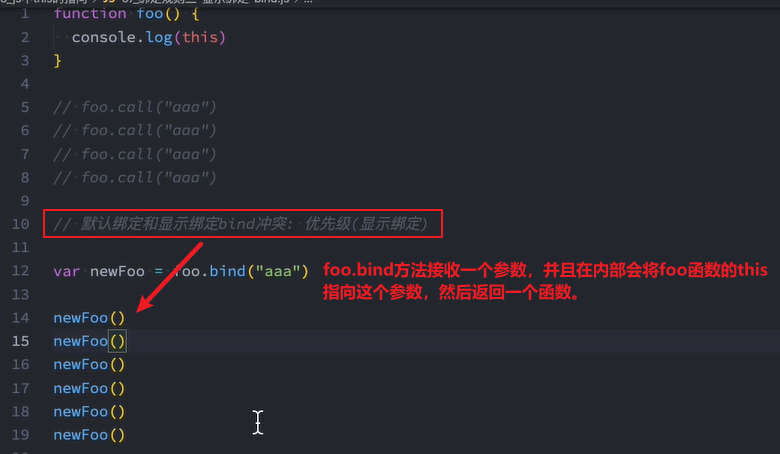 6_js中this的指向 > JS 07_绑定规则三-显示绑定-bind.js > ...
1 function foo() {
2 console.log(this)
3 }
4
5 // foo.call("aaa")
6 // foo.call("aaa")
7 // foo.call("aaa")
8 // foo.call("aaa")
9
10 // 默认绑定和显示绑定bind冲突: 优先级(显示绑定)
11
12 var newFoo = foo.bind("aaa")
foo.bind方法接收一个参数，并且在内部会将foo函数的this
指向这个参数，然后返回一个函数。
13
14 newFoo()
15 newFoo()
16 newFoo()
17 newFoo()
18 newFoo()
19 newFoo()